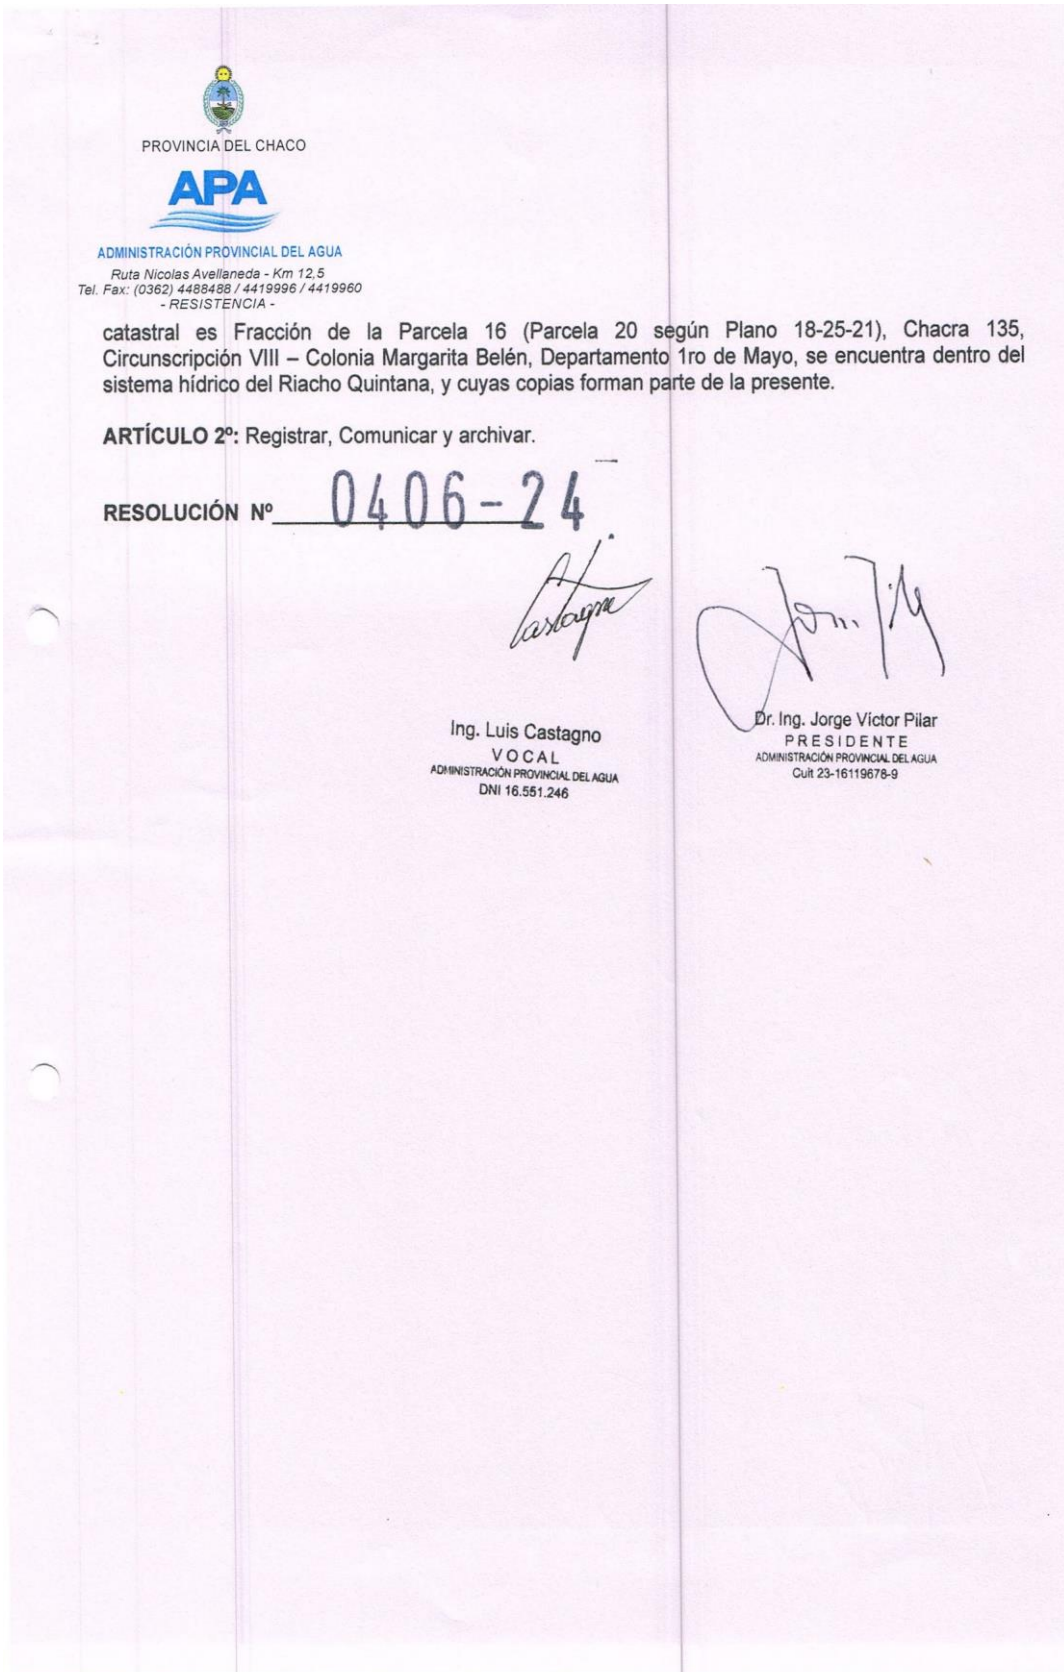 PROVINCIA DEL CHACO
APA
ADMINISTRACIÓN PROVINCIAL DEL AGUA
Ruta Nicolas Avellaneda - Km 12,5
Tel. Fax: (0362) 4488488 / 4419996 / 4419960
- RESISTENCIA -
catastral es Fracción de la Parcela 16 (Parcela 20 según Plano 18-25-21), Chacra 135,
Circunscripción VIII – Colonia Margarita Belén, Departamento 1ro de Mayo, se encuentra dentro del
sistema hídrico del Riacho Quintana, y cuyas copias forman parte de la presente.
ARTÍCULO 2º: Registrar, Comunicar y archivar.
RESOLUCIÓN Nº 0406-24
Castagno
Ing. Luis Castagno
VOCAL
ADMINISTRACIÓN PROVINCIAL DEL AGUA
DNI 16.551.246
Dr. Ing. Jorge Víctor Pilar
PRESIDENTE
ADMINISTRACIÓN PROVINCIAL DEL AGUA
Cuit 23-16119678-9